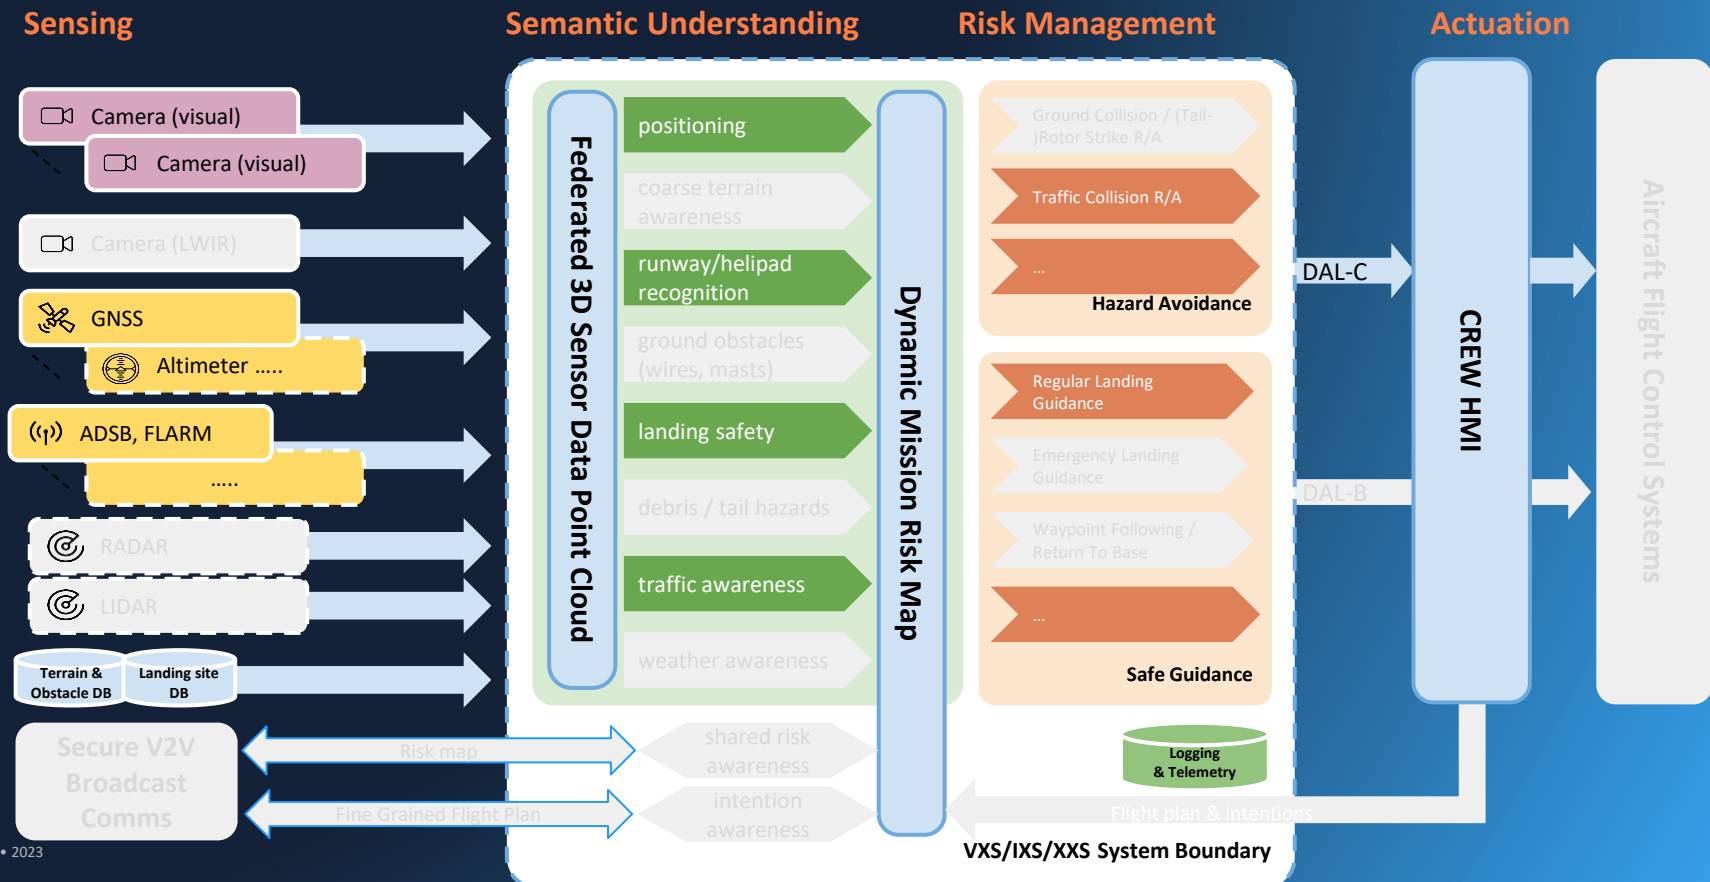 Sensing
Semantic Understanding
Risk Management
Actuation
Camera (visual)
Camera (visual)
Camera (LWIR)
GNSS
Altimeter .....
ADSB, FLARM
.....
RADAR
LIDAR
Terrain &
Obstacle DB
Landing site
DB
Secure V2V
Broadcast
Comms
Risk map
Fine Grained Flight Plan
Federated 3D Sensor Data Point Cloud
positioning
coarse terrain
awareness
runway/helipad
recognition
ground obstacles
(wires, masts)
landing safety
debris / tail hazards
traffic awareness
weather awareness
shared risk
awareness
intention
awareness
Dynamic Mission Risk Map
Ground Collision / (Tail-
)Rotor Strike R/A
Traffic Collision R/A
...
Hazard Avoidance
Regular Landing
Guidance
Emergency Landing
Guidance
Waypoint Following /
Return To Base
...
Safe Guidance
Logging
& Telemetry
Flight plan & intentions
VXS/IXS/XXS System Boundary
DAL-C
DAL-B
CREW HMI
Aircraft Flight Control Systems
• 2023